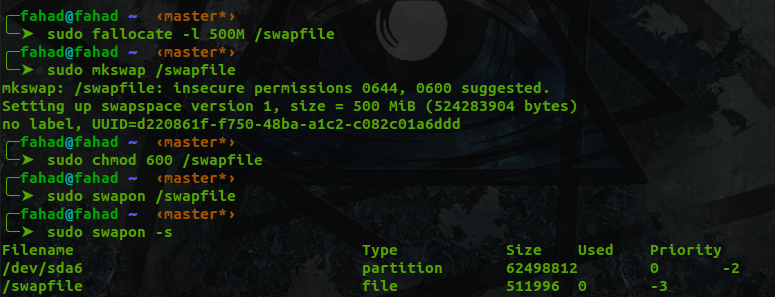 ╭─fahad@fahad ~ ‹master*›
╰─➤ sudo fallocate -l 500M /swapfile
╭─fahad@fahad ~ ‹master*›
╰─➤ sudo mkswap /swapfile
mkswap: /swapfile: insecure permissions 0644, 0600 suggested.
Setting up swapspace version 1, size = 500 MiB (524283904 bytes)
no label, UUID=d220861f-f750-48ba-a1c2-c082c01a6ddd
╭─fahad@fahad ~ ‹master*›
╰─➤ sudo chmod 600 /swapfile
╭─fahad@fahad ~ ‹master*›
╰─➤ sudo swapon /swapfile
╭─fahad@fahad ~ ‹master*›
╰─➤ sudo swapon -s
Filename Type Size Used Priority
/dev/sda6 partition 62498812 0 -2
/swapfile file 511996 0 -3